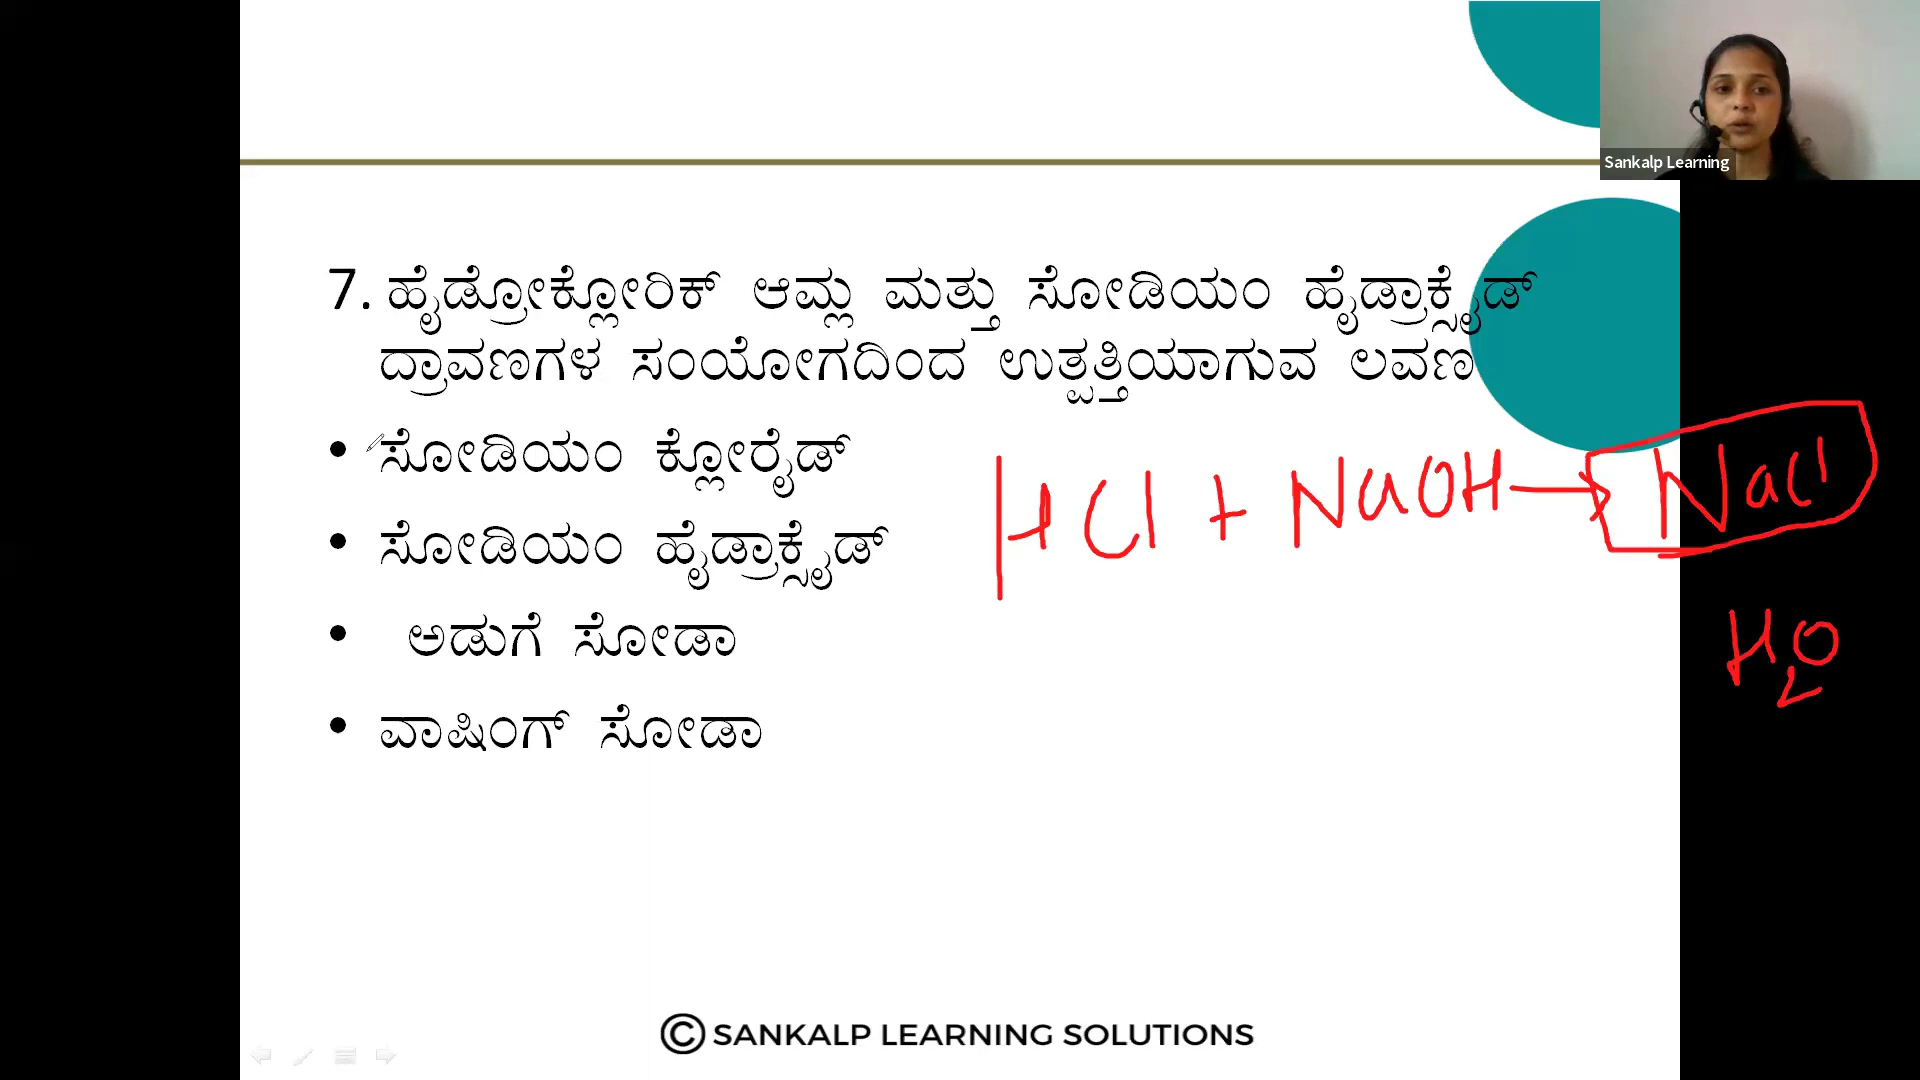 Sankalp Learning
7. ಹೈಡ್ರೋಕ್ಲೋರಿಕ್ ಆಮ್ಲ ಮತ್ತು ಸೋಡಿಯಂ ಹೈಡ್ರಾಕ್ಸೈಡ್
ದ್ರಾವಣಗಳ ಸಂಯೋಗದಿಂದ ಉತ್ಪತ್ತಿಯಾಗುವ ಲವಣ
• ಸೋಡಿಯಂ ಕ್ಲೋರೈಡ್
HCl + NaOH → NaCl
• ಸೋಡಿಯಂ ಹೈಡ್ರಾಕ್ಸೈಡ್
• ಅಡುಗೆ ಸೋಡಾ
H2O
• ವಾಷಿಂಗ್ ಸೋಡಾ
© SANKALP LEARNING SOLUTIONS